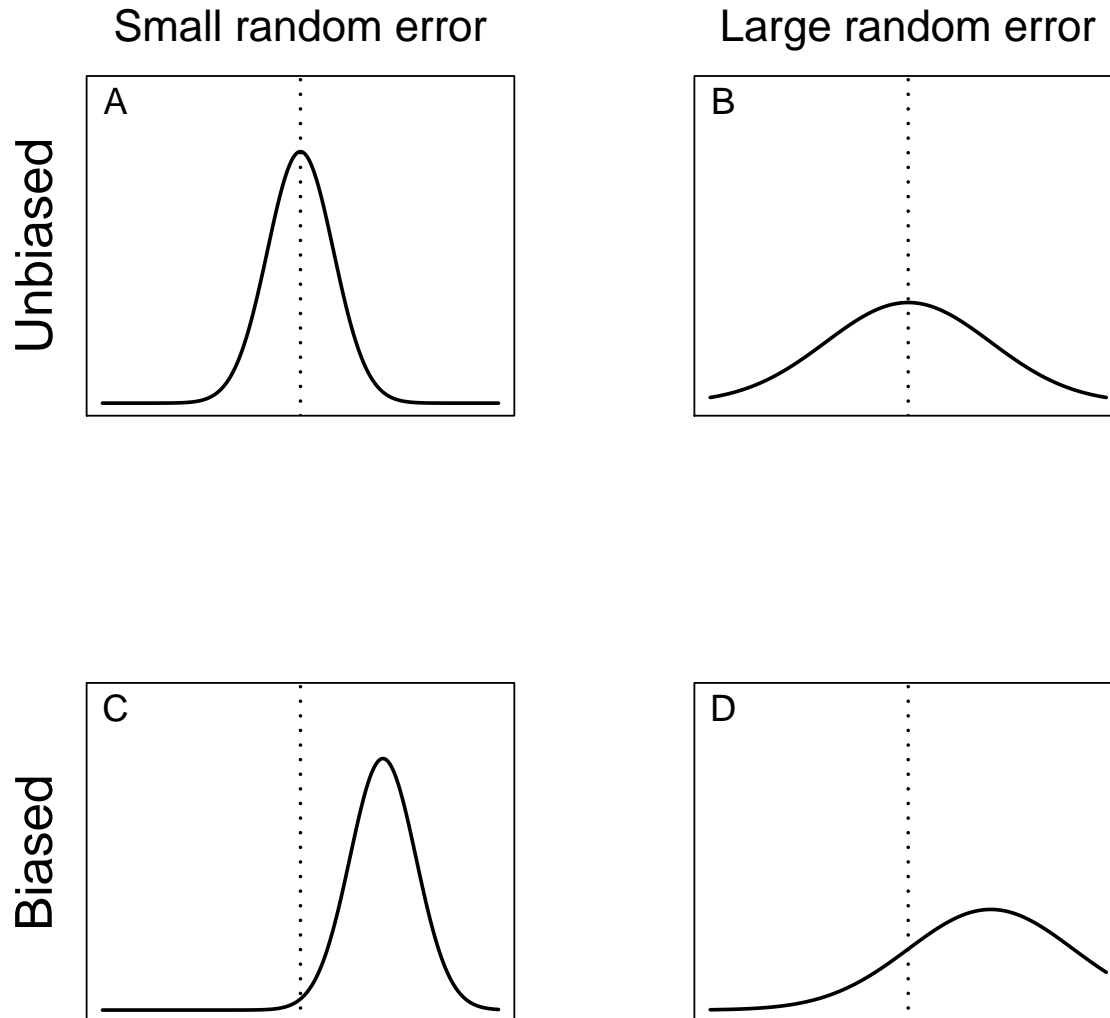 Small random error
Large random error
Unbiased
A
B
Biased
C
D